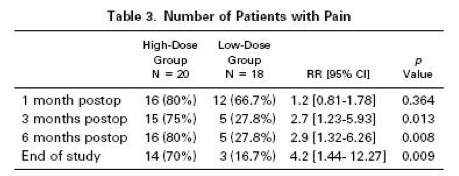 Table 3. Number of Patients with Pain
High-Dose Group N = 20 Low-Dose Group N = 18 RR [95% CI] p Value
1 month postop 16 (80%) 12 (66.7%) 1.2 [0.81-1.78] 0.364
3 months postop 15 (75%) 5 (27.8%) 2.7 [1.23-5.93] 0.013
6 months postop 16 (80%) 5 (27.8%) 2.9 [1.32-6.26] 0.008
End of study 14 (70%) 3 (16.7%) 4.2 [1.44- 12.27] 0.009